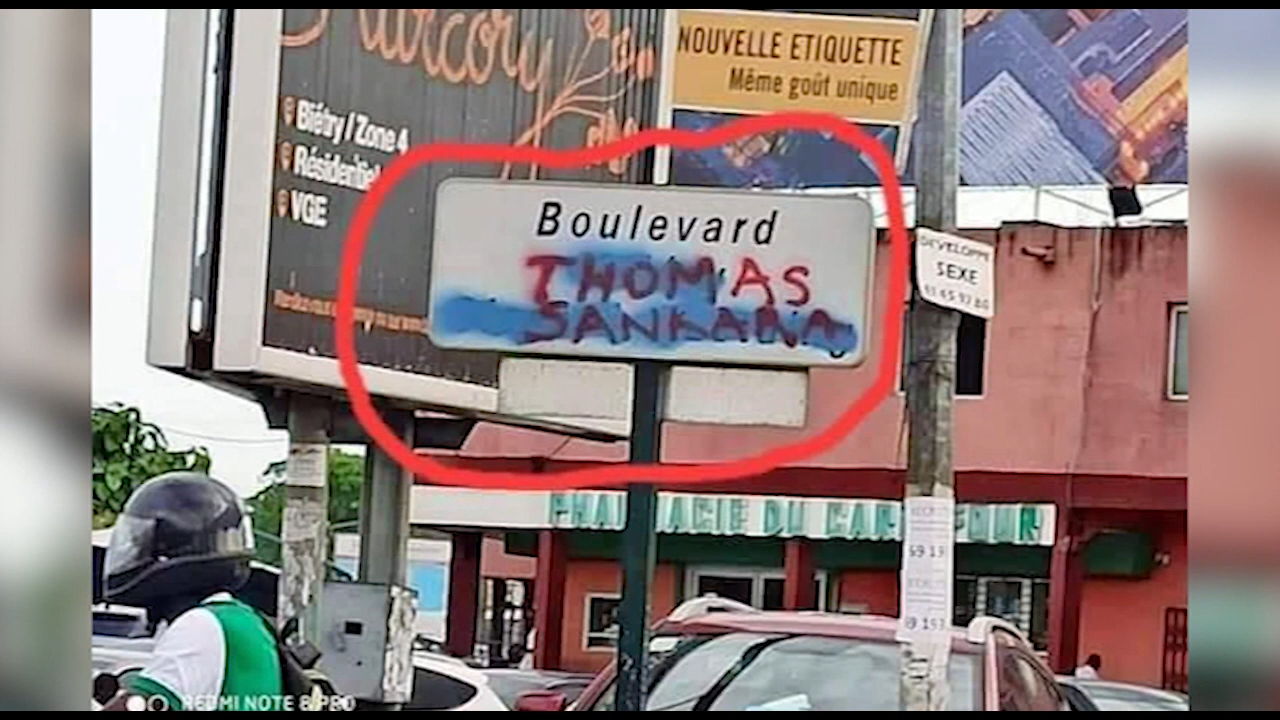 Marcory
Biétry / Zone 4
Résidentiel
VGE
NOUVELLE ETIQUETTE
Même goût unique
Boulevard
THOMAS
SANKARA
DEVELOPPE
SEXE
PHARMACIE DU CARREFOUR
REDMI NOTE 8 PRO